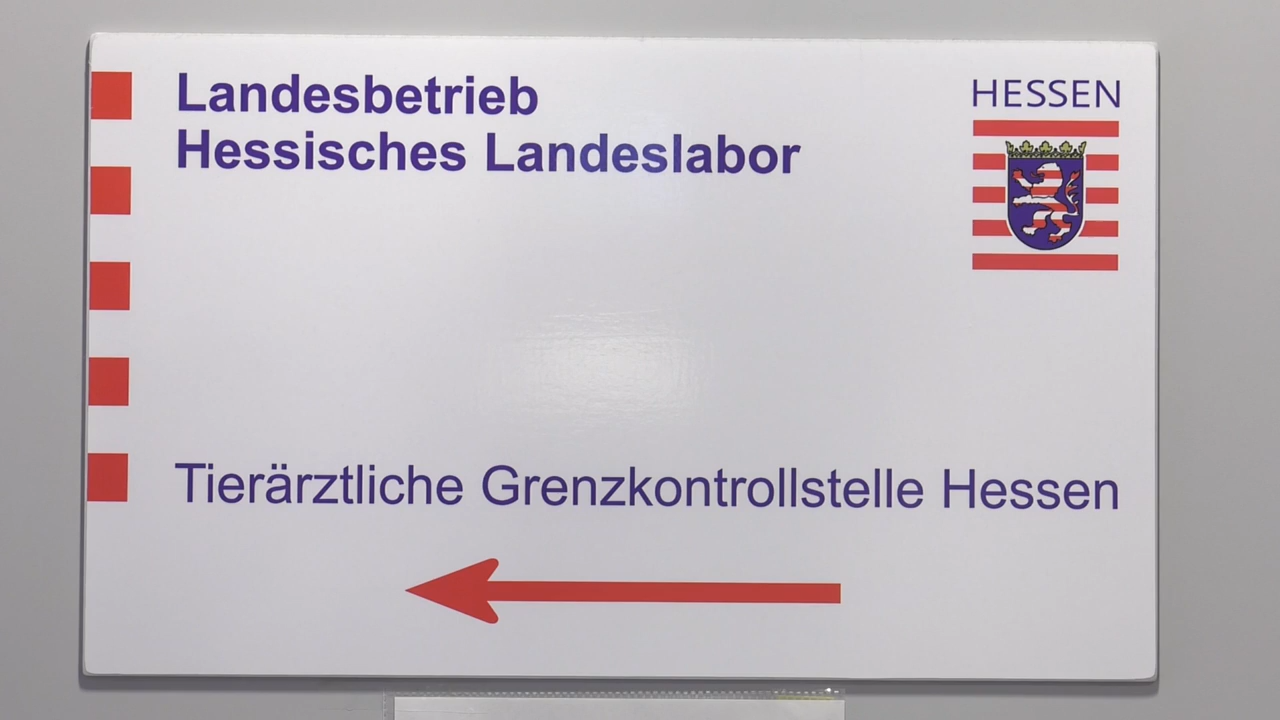 Landesbetrieb
Hessisches Landeslabor
HESSEN
Tierärztliche Grenzkontrollstelle Hessen